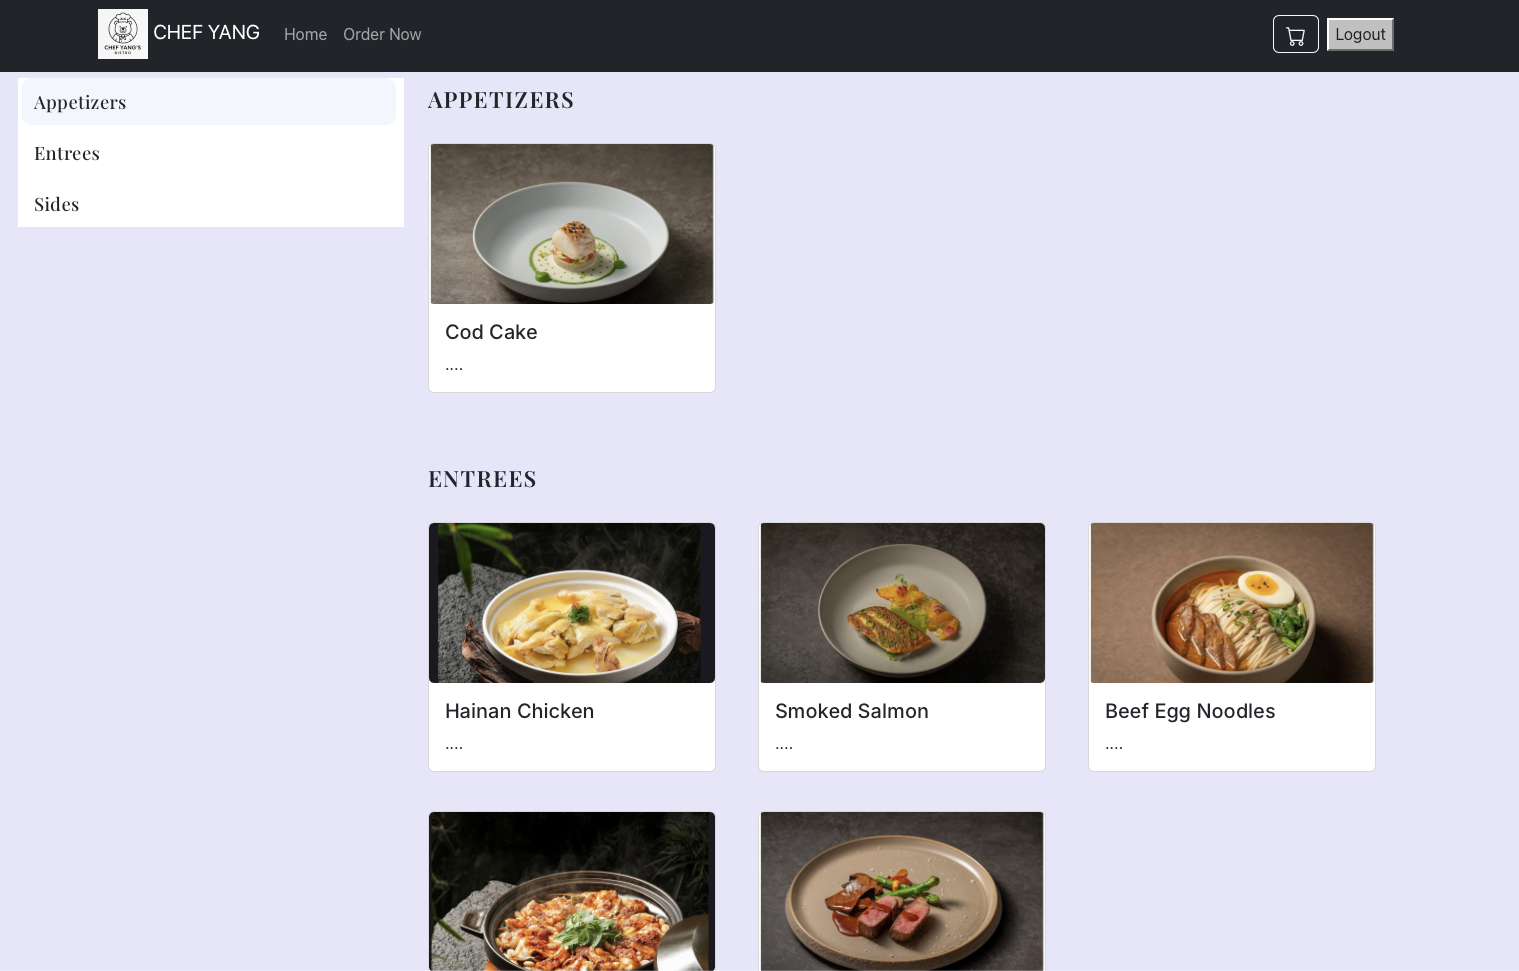 CHEF YANG'S
BISTRO
CHEF YANG
Home
Order Now
Logout
Appetizers
Entrees
Sides
APPETIZERS
Cod Cake
....
ENTREES
Hainan Chicken
....
Smoked Salmon
....
Beef Egg Noodles
....